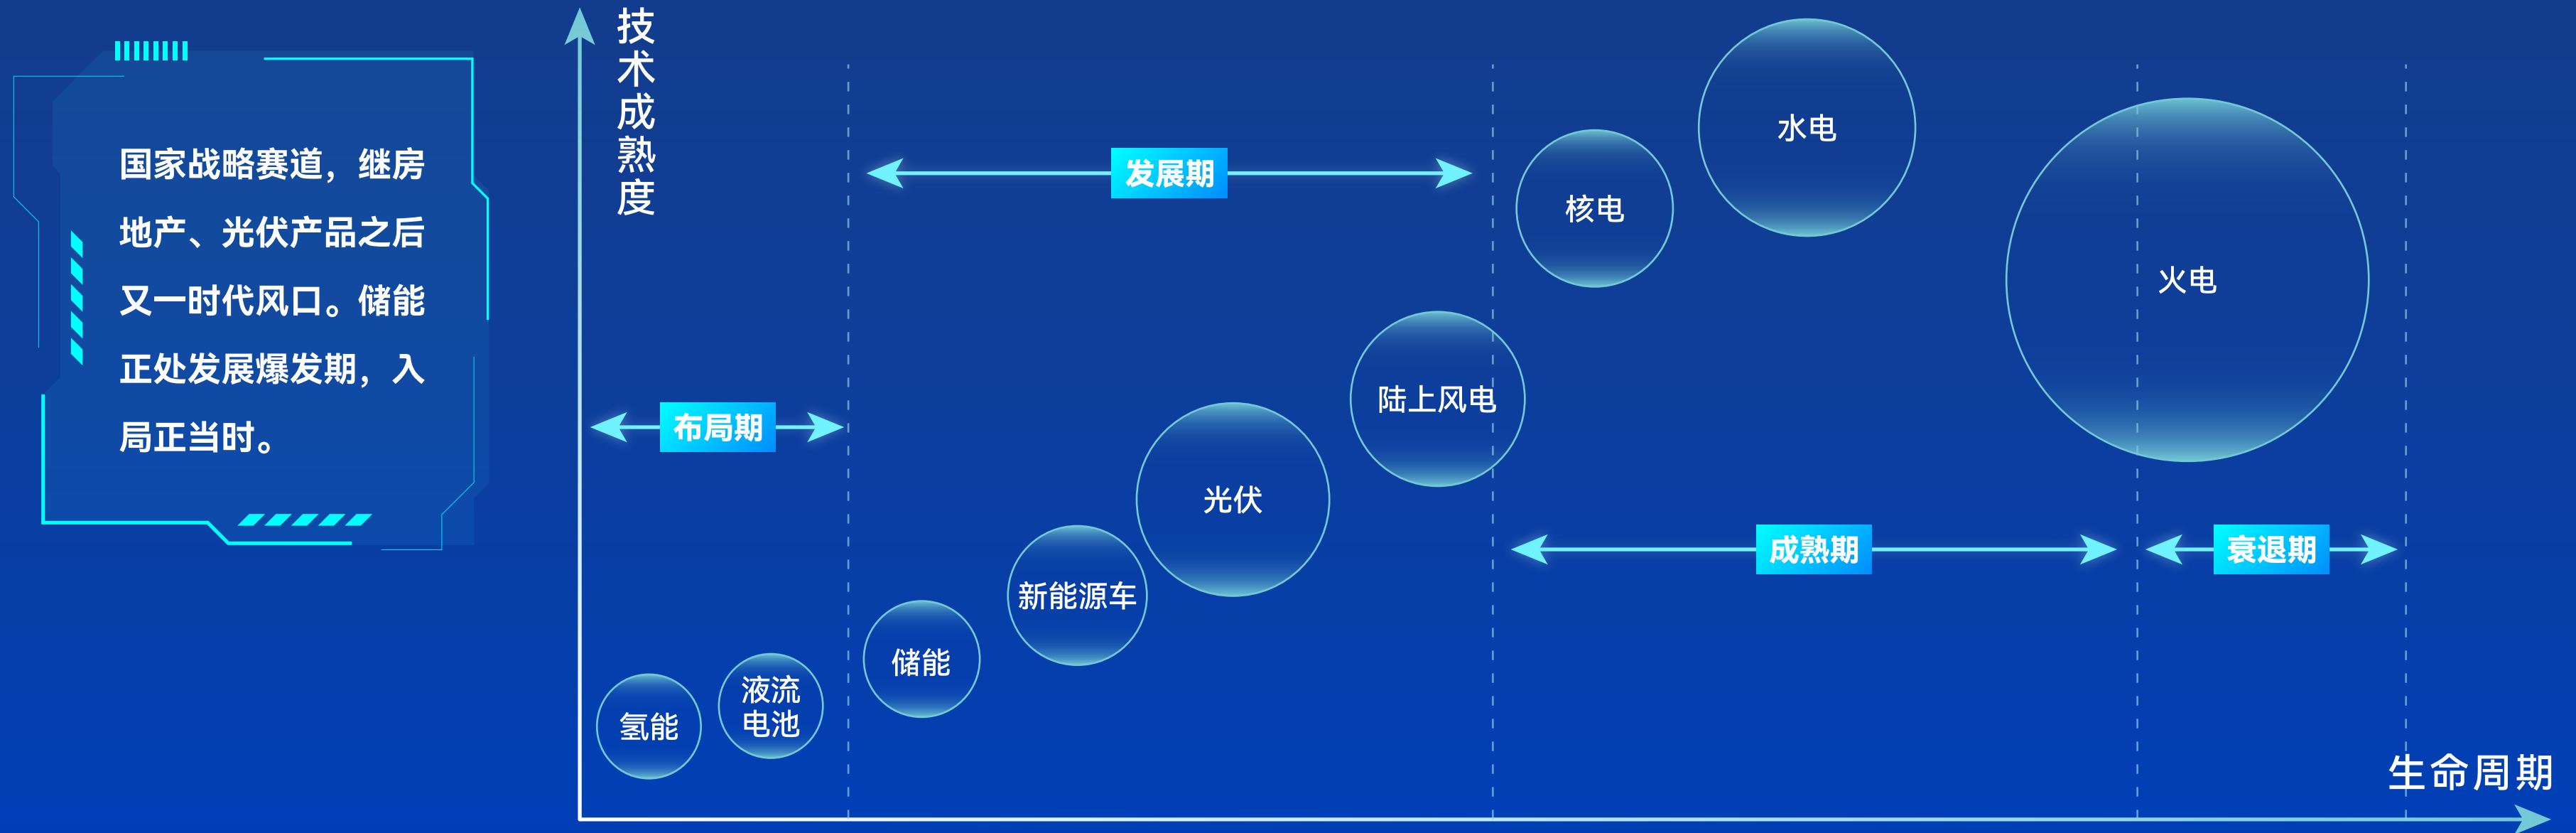 国家战略赛道，继房
地产、光伏产品之后
又一时代风口。储能
正处发展爆发期，入
局正当时。
技术成熟度
发展期
水电
核电
火电
布局期
陆上风电
光伏
成熟期
衰退期
新能源车
储能
液流
电池
氢能
生命周期